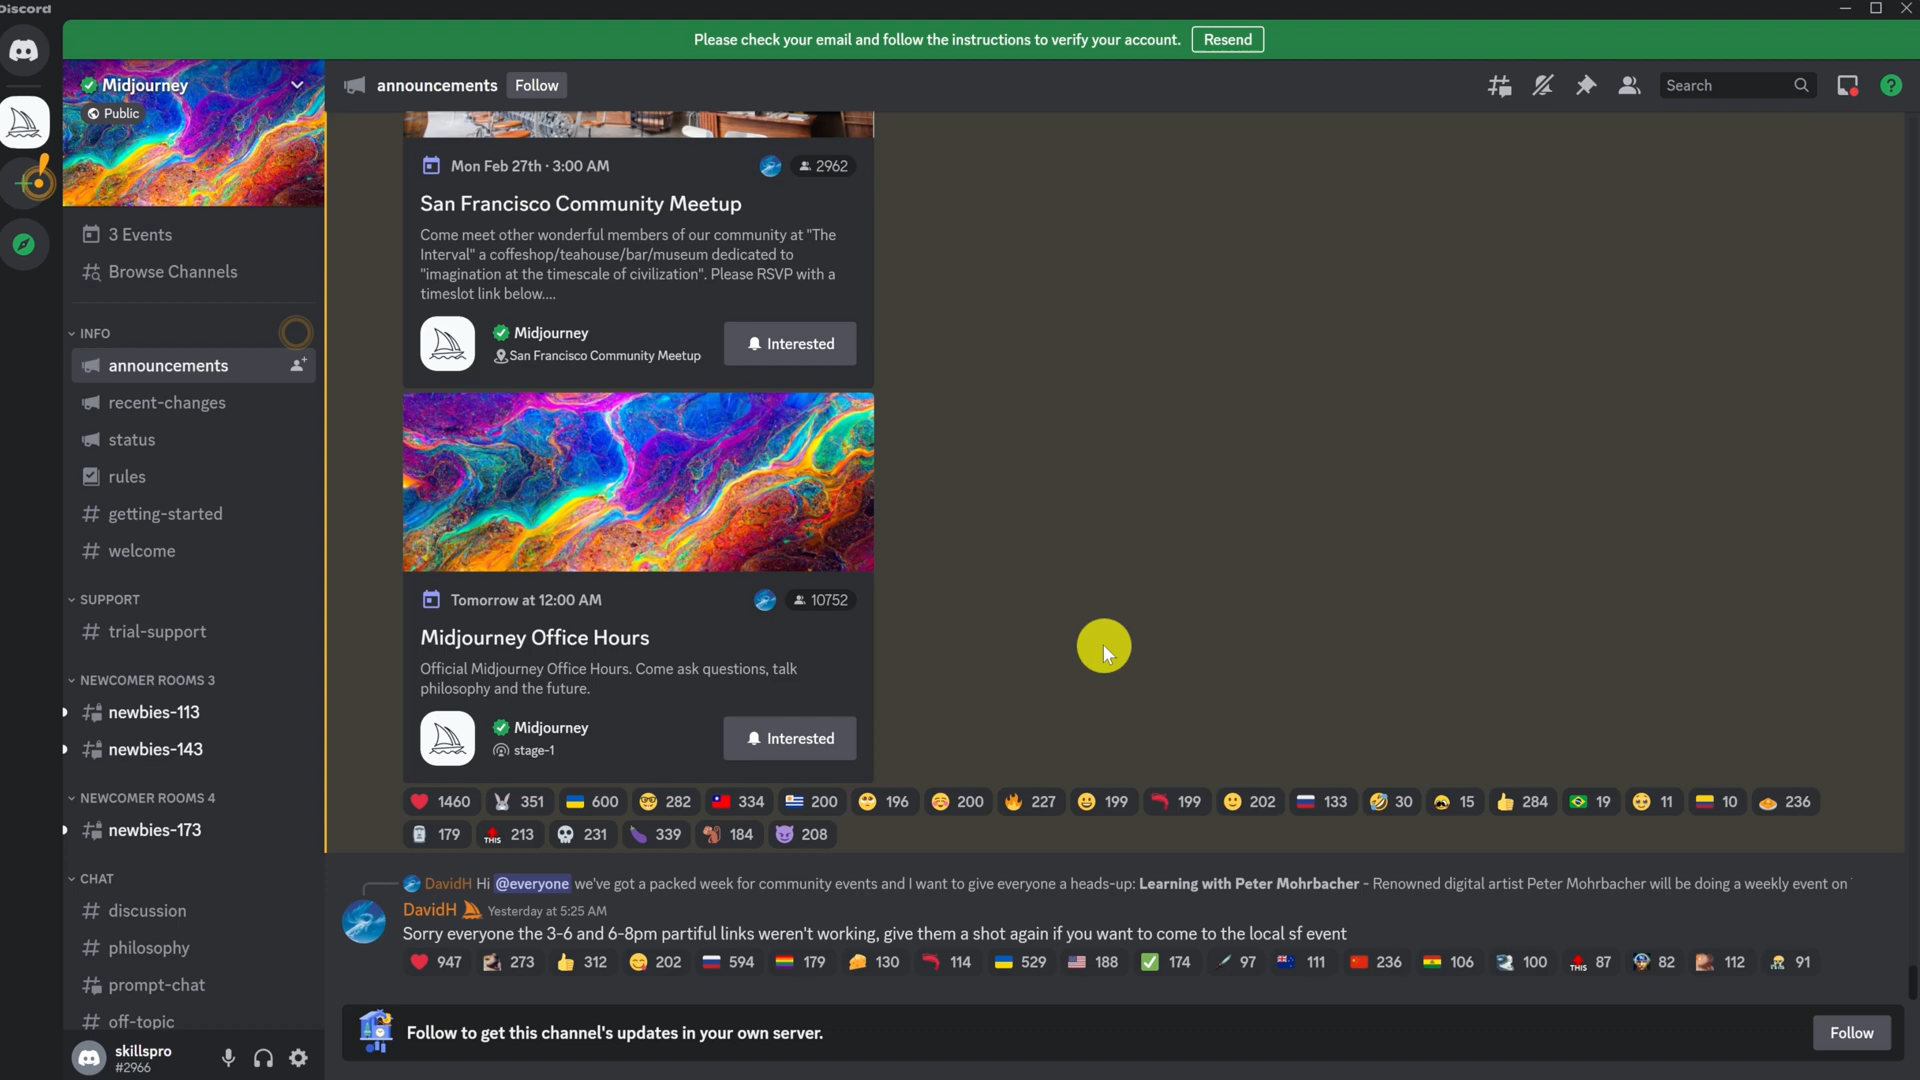 Discord
Please check your email and follow the instructions to verify your account. Resend
Midjourney
Public
announcements Follow
Search
3 Events
Browse Channels
INFO
announcements
recent-changes
status
rules
getting-started
welcome
SUPPORT
trial-support
NEWCOMER ROOMS 3
newbies-113
newbies-143
NEWCOMER ROOMS 4
newbies-173
CHAT
discussion
philosophy
prompt-chat
off-topic
skillspro
#2966
Mon Feb 27th · 3:00 AM 2962
San Francisco Community Meetup
Come meet other wonderful members of our community at "The
Interval" a coffeshop/teahouse/bar/museum dedicated to
"imagination at the timescale of civilization". Please RSVP with a
timeslot link below....
Midjourney
San Francisco Community Meetup
Interested
Tomorrow at 12:00 AM 10752
Midjourney Office Hours
Official Midjourney Office Hours. Come ask questions, talk
philosophy and the future.
Midjourney
stage-1
Interested
1460 351 600 282 334 200 196 200 227 199 199 202 133 30 15 284 19 11 10 236
179 THIS 213 231 339 184 208
DavidH Hi @everyone we've got a packed week for community events and I want to give everyone a heads-up: Learning with Peter Mohrbacher - Renowned digital artist Peter Mohrbacher will be doing a weekly event on
DavidH Yesterday at 5:25 AM
Sorry everyone the 3-6 and 6-8pm partiful links weren't working, give them a shot again if you want to come to the local sf event
947 273 312 202 594 179 130 114 529 188 174 97 111 236 106 100 THIS 87 82 112 91
Follow to get this channel's updates in your own server. Follow